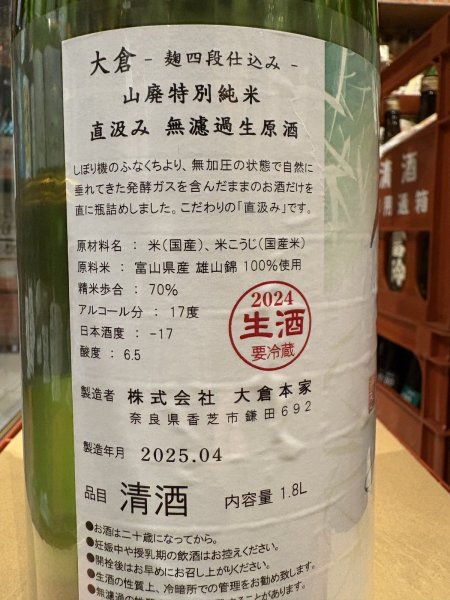 大倉 - 麹四段仕込み -
山廃特別純米
直汲み 無濾過生原酒
しぼり機のふなくちより、無加圧の状態で自然に
垂れてきた発酵ガスを含んだままのお酒だけを
直に瓶詰めしました。こだわりの「直汲み」です。
原材料名 : 米(国産)、米こうじ(国産米)
原料米 : 富山県産 雄山錦 100%使用
精米歩合 : 70%
アルコール分 : 17度
日本酒度 : -17
酸度 : 6.5
2024
生酒
要冷蔵
製造者 株式会社 大倉本家
奈良県香芝市鎌田692
製造年月 2025.04
品目 清酒 内容量 1.8L
●お酒は二十歳になってから。
●妊娠中や授乳期の飲酒はお控えください。
●開栓後はお早めにお召し上がりください。
●生酒の性質上、冷暗所での管理をお勧め致します。
清酒